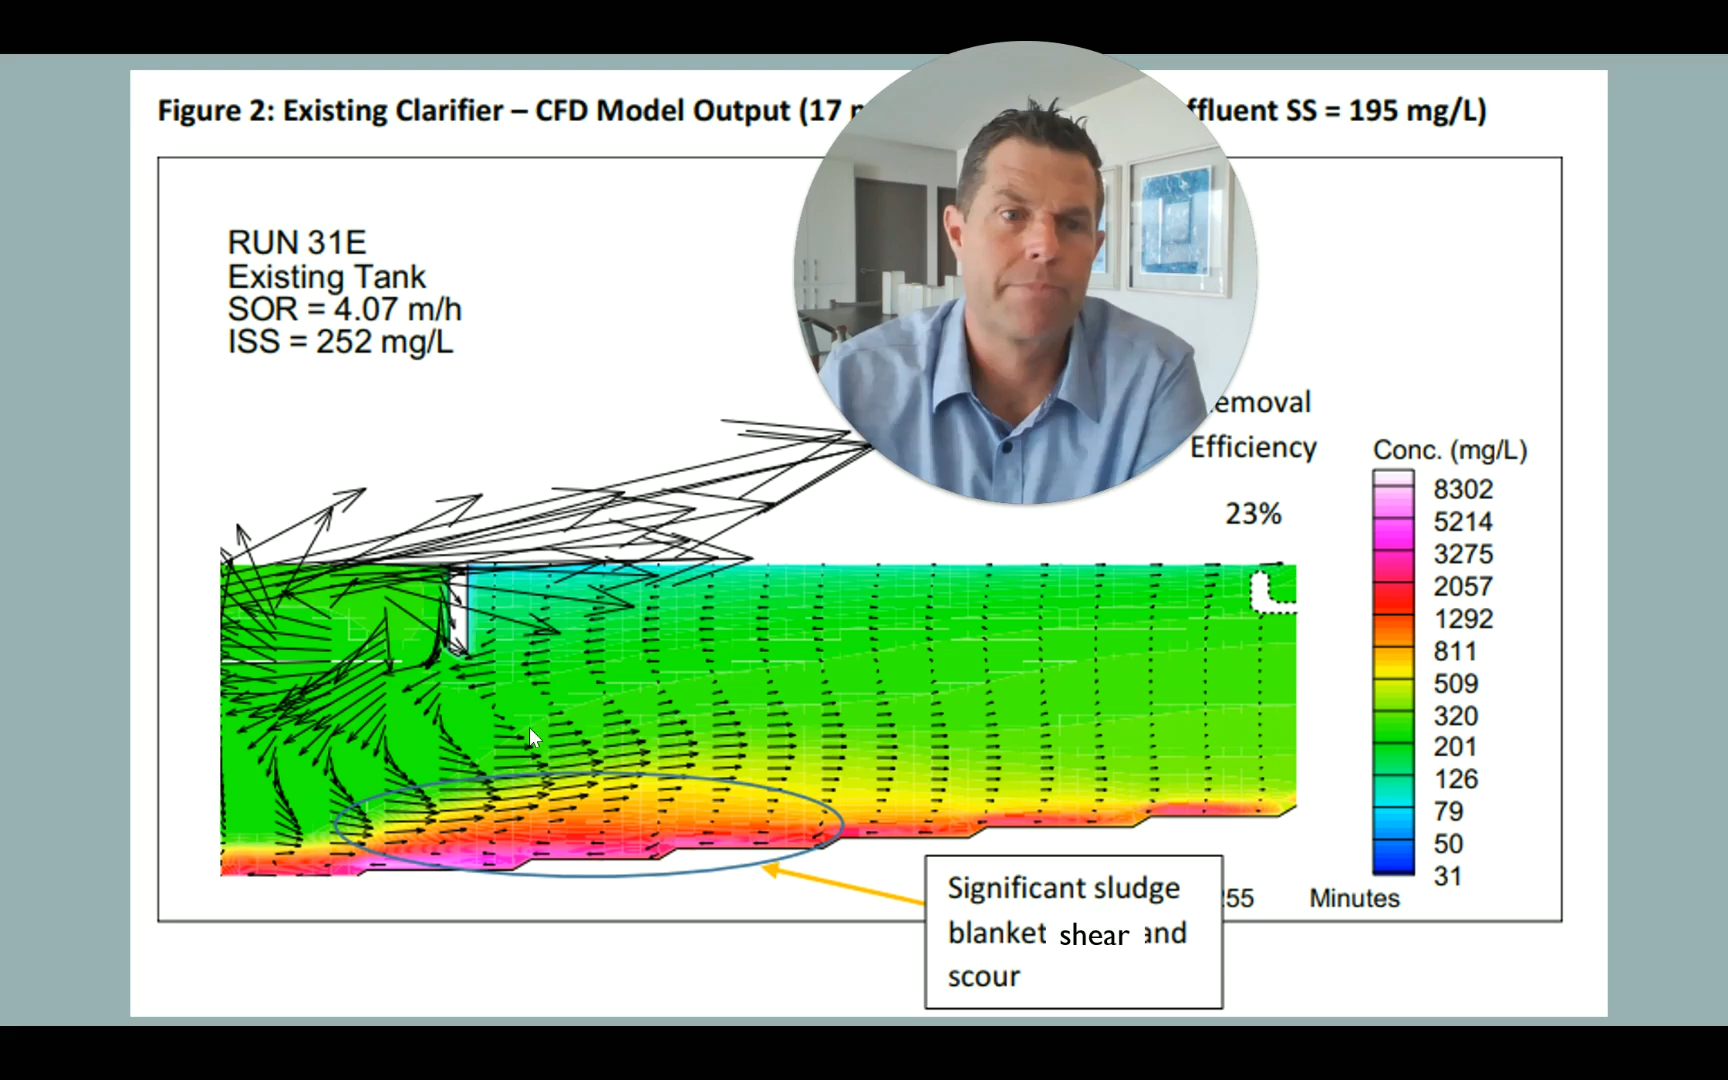 Figure 2: Existing Clarifier – CFD Model Output (17
ffluent SS = 195 mg/L)
RUN 31E
Existing Tank
SOR = 4.07 m/h
ISS = 252 mg/L
emoval
Efficiency
23%
Conc. (mg/L)
8302
5214
3275
2057
1292
811
509
320
201
126
79
50
31
255 Minutes
Significant sludge
blanket shear and
scour